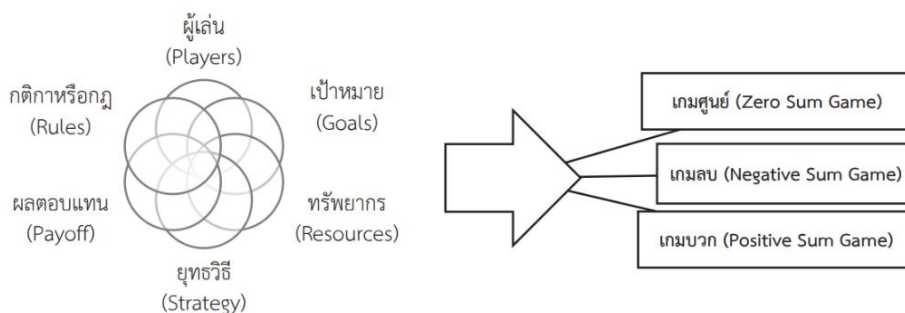 ผู้เล่น
(Players)
กติกาหรือกฎ
(Rules)
เป้าหมาย
(Goals)
ผลตอบแทน
(Payoff)
ทรัพยากร
(Resources)
ยุทธวิธี
(Strategy)
เกมศูนย์ (Zero Sum Game)
เกมลบ (Negative Sum Game)
เกมบวก (Positive Sum Game)